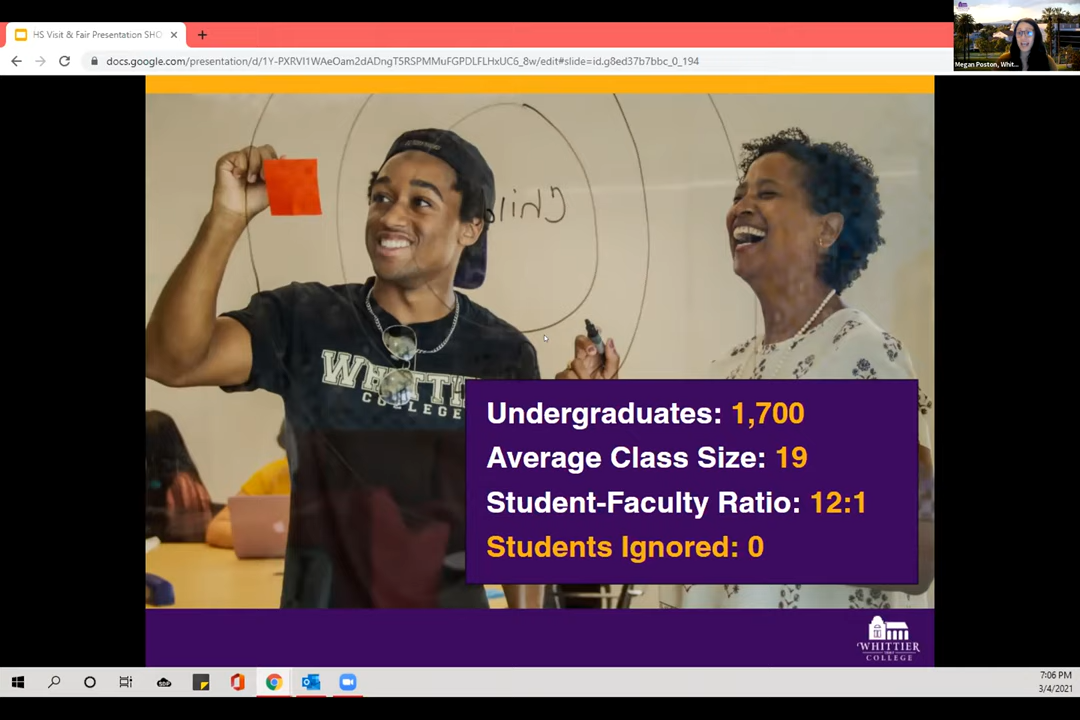 HS Visit & Fair Presentation SHO
docs.google.com/presentation/d/1Y-PXRVI1WAeOam2dADngT5RSPMMuFGPDLFLHxUC6_8w/edit#slide=id.g8ed37b7bbc_0_194
Megan Poston, Whit...
WHITTI
COLLEGE
Undergraduates: 1,700
Average Class Size: 19
Student-Faculty Ratio: 12:1
Students Ignored: 0
WHITTIER
COLLEGE
7:06 PM
3/4/2021